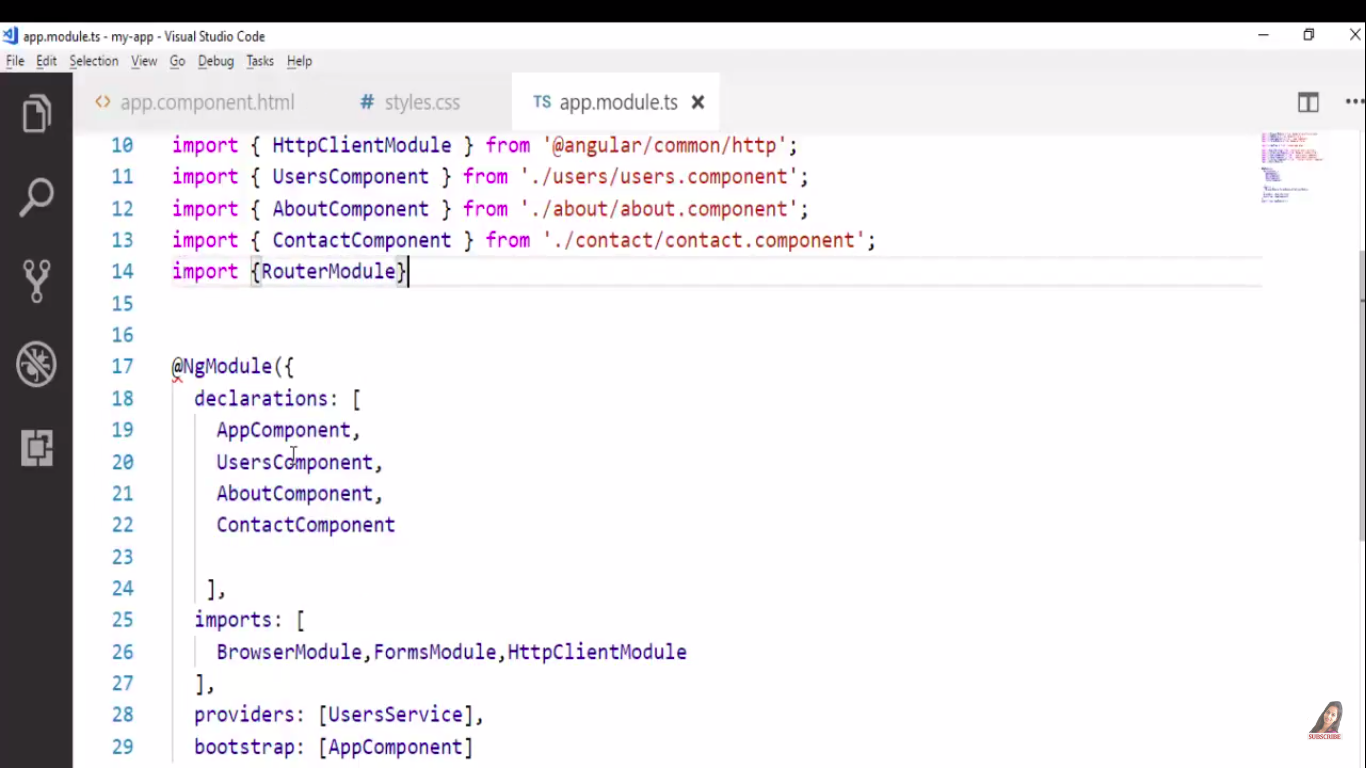 app.module.ts - my-app - Visual Studio Code
File Edit Selection View Go Debug Tasks Help
<> app.component.html # styles.css TS app.module.ts
10 import { HttpClientModule } from '@angular/common/http';
11 import { UsersComponent } from './users/users.component';
12 import { AboutComponent } from './about/about.component';
13 import { ContactComponent } from './contact/contact.component';
14 import {RouterModule}
15
16
17 @NgModule({
18 declarations: [
19 AppComponent,
20 UsersComponent,
21 AboutComponent,
22 ContactComponent
23
24 ],
25 imports: [
26 BrowserModule,FormsModule,HttpClientModule
27 ],
28 providers: [UsersService],
29 bootstrap: [AppComponent]
SUBSCRIBE